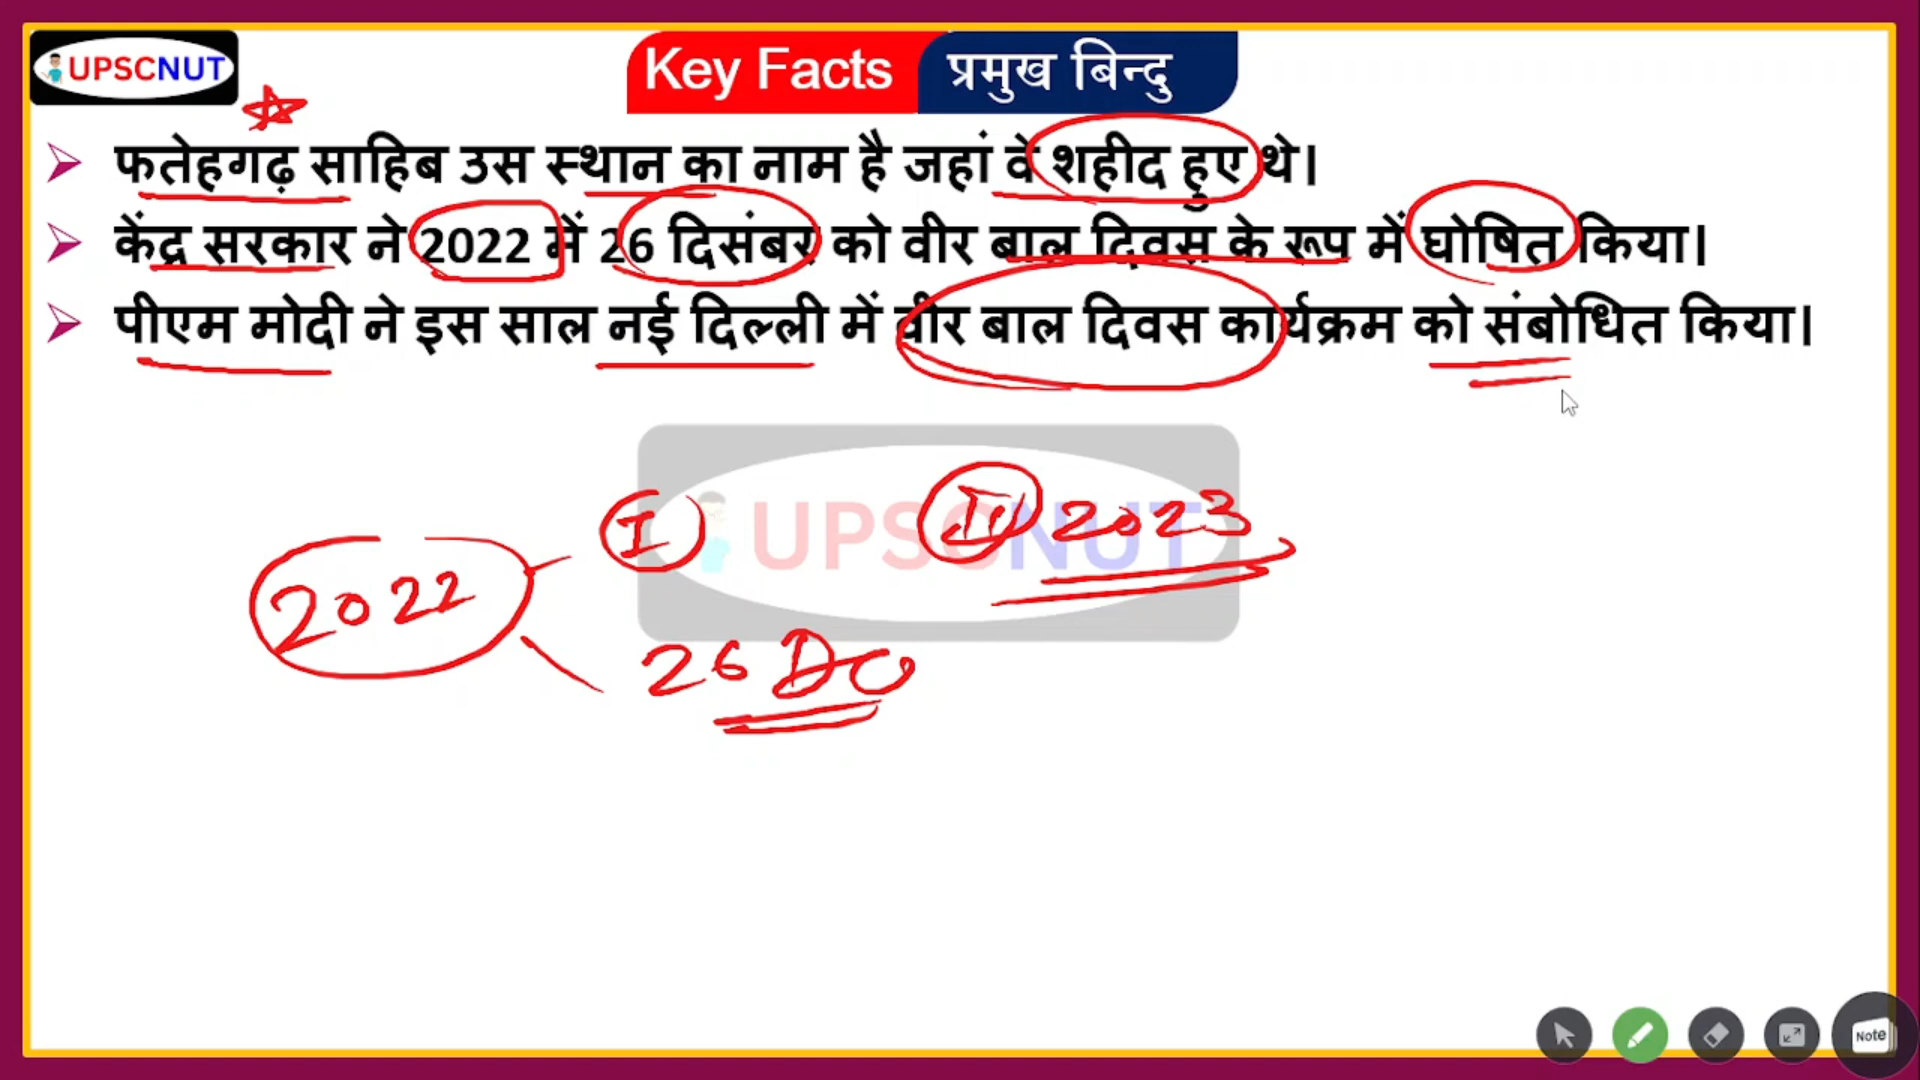 UPSCNUT
Key Facts प्रमुख बिन्दु
फतेहगढ़ साहिब उस स्थान का नाम है जहां वे शहीद हुए थे।
केंद्र सरकार ने 2022 में 26 दिसंबर को वीर बाल दिवस के रूप में घोषित किया।
पीएम मोदी ने इस साल नई दिल्ली में वीर बाल दिवस कार्यक्रम को संबोधित किया।
UPSCNUT
I
II 2023
2022
26 Dec
Note